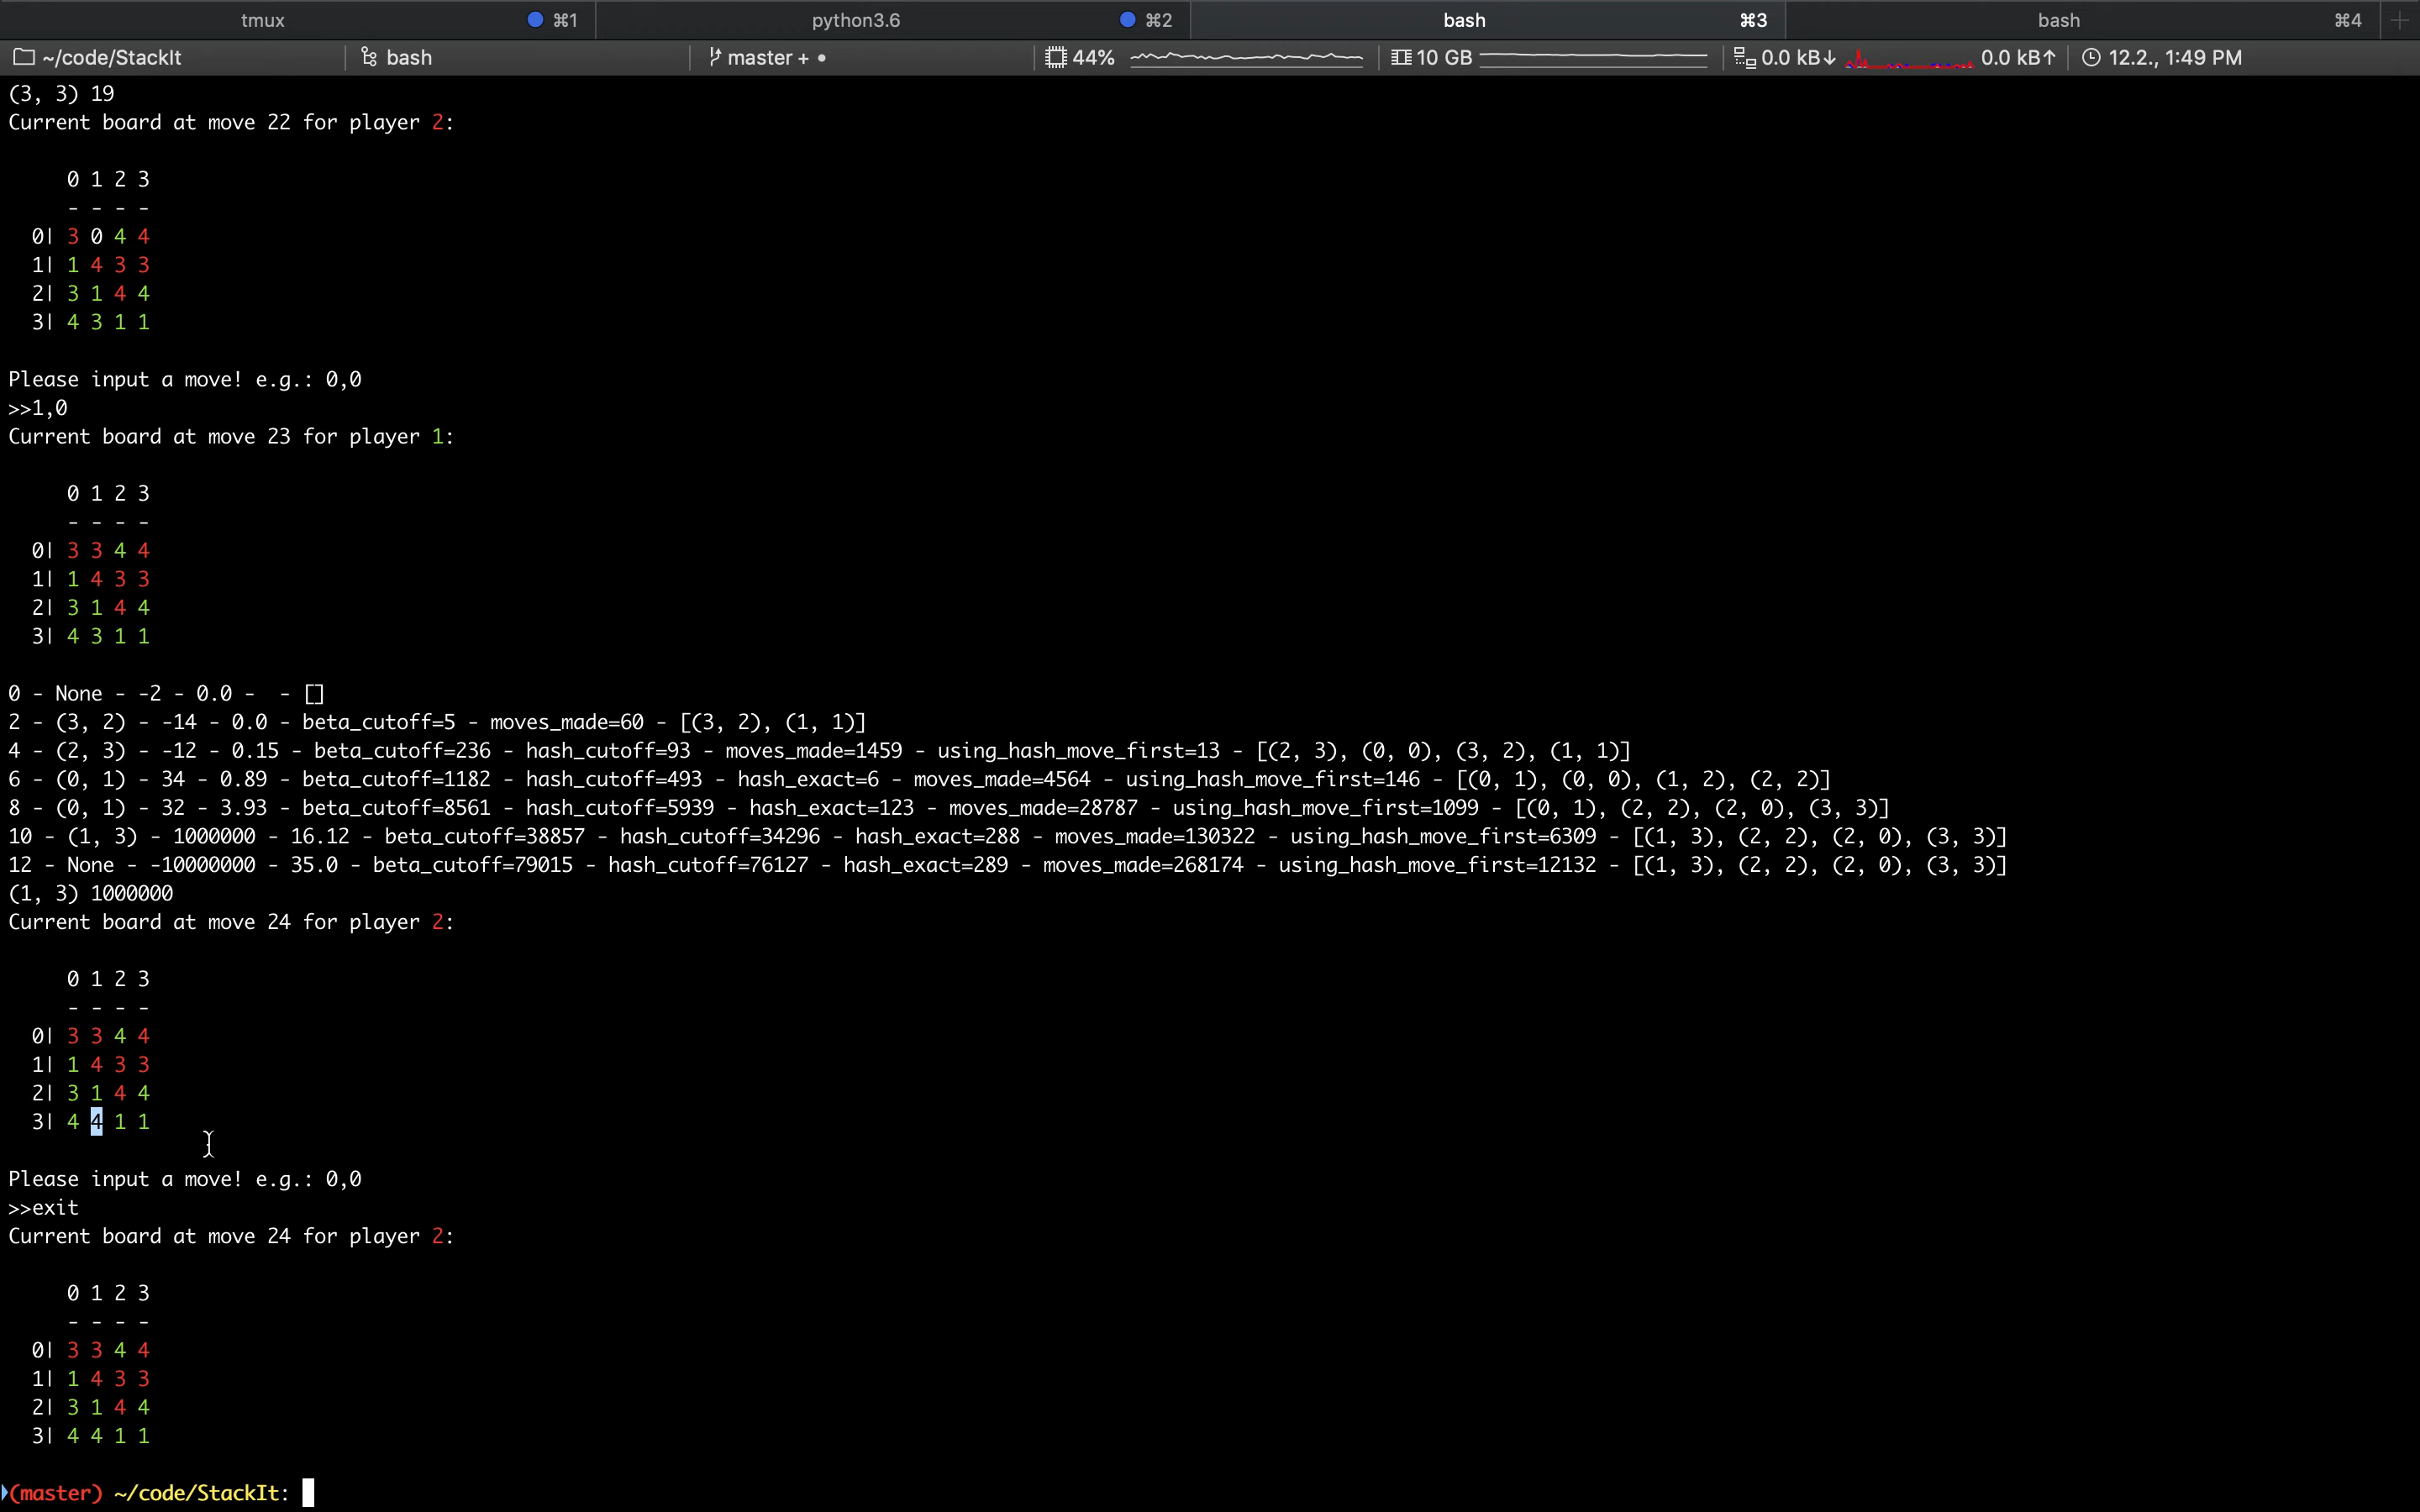 tmux ⌘1 python3.6 ⌘2 bash ⌘3 bash ⌘4 +
~/code/StackIt bash master + • 44% 10 GB 0.0 kB↓ 0.0 kB↑ 12.2., 1:49 PM
(3, 3) 19
Current board at move 22 for player 2:
0 1 2 3
- - - -
0| 3 0 4 4
1| 1 4 3 3
2| 3 1 4 4
3| 4 3 1 1
Please input a move! e.g.: 0,0
>>1,0
Current board at move 23 for player 1:
0 1 2 3
- - - -
0| 3 3 4 4
1| 1 4 3 3
2| 3 1 4 4
3| 4 3 1 1
0 - None - -2 - 0.0 -  - []
2 - (3, 2) - -14 - 0.0 - beta_cutoff=5 - moves_made=60 - [(3, 2), (1, 1)]
4 - (2, 3) - -12 - 0.15 - beta_cutoff=236 - hash_cutoff=93 - moves_made=1459 - using_hash_move_first=13 - [(2, 3), (0, 0), (3, 2), (1, 1)]
6 - (0, 1) - 34 - 0.89 - beta_cutoff=1182 - hash_cutoff=493 - hash_exact=6 - moves_made=4564 - using_hash_move_first=146 - [(0, 1), (0, 0), (1, 2), (2, 2)]
8 - (0, 1) - 32 - 3.93 - beta_cutoff=8561 - hash_cutoff=5939 - hash_exact=123 - moves_made=28787 - using_hash_move_first=1099 - [(0, 1), (2, 2), (2, 0), (3, 3)]
10 - (1, 3) - 1000000 - 16.12 - beta_cutoff=38857 - hash_cutoff=34296 - hash_exact=288 - moves_made=130322 - using_hash_move_first=6309 - [(1, 3), (2, 2), (2, 0), (3, 3)]
12 - None - -10000000 - 35.0 - beta_cutoff=79015 - hash_cutoff=76127 - hash_exact=289 - moves_made=268174 - using_hash_move_first=12132 - [(1, 3), (2, 2), (2, 0), (3, 3)]
(1, 3) 1000000
Current board at move 24 for player 2:
0 1 2 3
- - - -
0| 3 3 4 4
1| 1 4 3 3
2| 3 1 4 4
3| 4 4 1 1
Please input a move! e.g.: 0,0
>>exit
Current board at move 24 for player 2:
0 1 2 3
- - - -
0| 3 3 4 4
1| 1 4 3 3
2| 3 1 4 4
3| 4 4 1 1
(master) ~/code/StackIt: